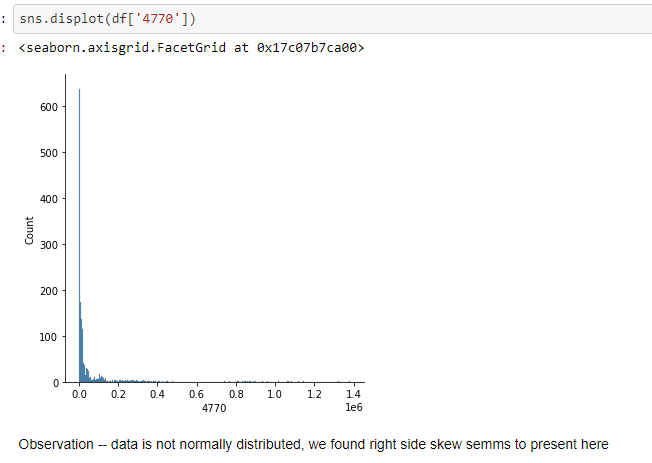 : sns.displot(df['4770'])
: <seaborn.axisgrid.FacetGrid at 0x17c07b7ca00>
600
500
400
300
200
100
0
Count
0.0 0.2 0.4 0.6 0.8 1.0 1.2 1.4
4770
1e6
Observation -- data is not normally distributed, we found right side skew semms to present here